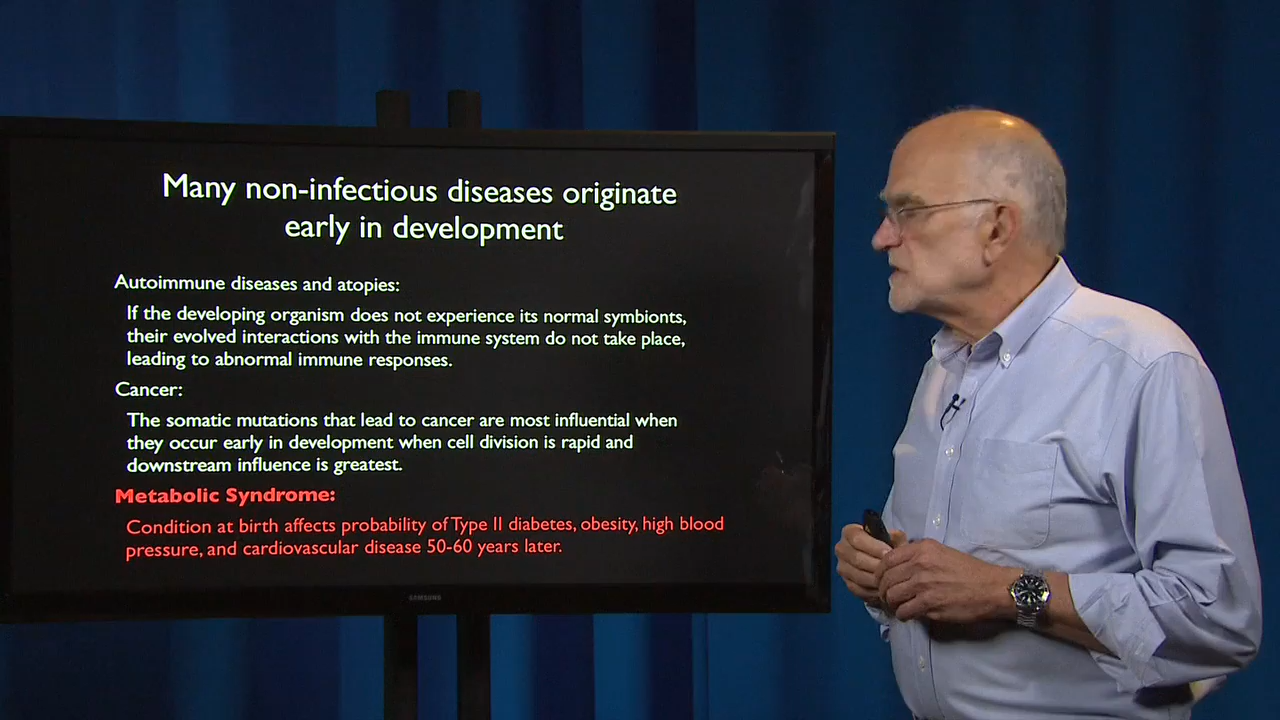 Many non-infectious diseases originate
early in development
Autoimmune diseases and atopies:
If the developing organism does not experience its normal symbionts,
their evolved interactions with the immune system do not take place,
leading to abnormal immune responses.
Cancer:
The somatic mutations that lead to cancer are most influential when
they occur early in development when cell division is rapid and
downstream influence is greatest.
Metabolic Syndrome:
Condition at birth affects probability of Type II diabetes, obesity, high blood
pressure, and cardiovascular disease 50-60 years later.
SAMSUNG